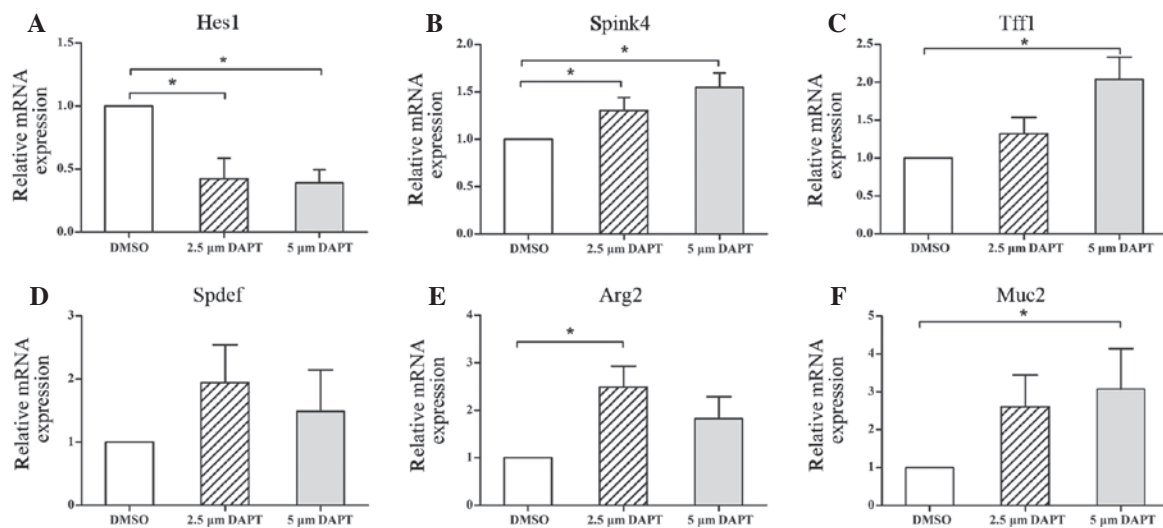 A
Hes1
Relative mRNA
expression
1.5
1.0
0.5
0.0
*
*
DMSO
2.5 µm DAPT
5 µm DAPT
B
Spink4
Relative mRNA
expression
2.0
1.5
1.0
0.5
0.0
*
*
DMSO
2.5 µm DAPT
5 µm DAPT
C
Tff1
Relative mRNA
expression
2.5
2.0
1.5
1.0
0.5
0.0
*
DMSO
2.5 µm DAPT
5 µm DAPT
D
Spdef
Relative mRNA
expression
3
2
1
0
DMSO
2.5 µm DAPT
5 µm DAPT
E
Arg2
Relative mRNA
expression
4
3
2
1
0
*
DMSO
2.5 µm DAPT
5 µm DAPT
F
Muc2
Relative mRNA
expression
5
4
3
2
1
0
*
DMSO
2.5 µm DAPT
5 µm DAPT